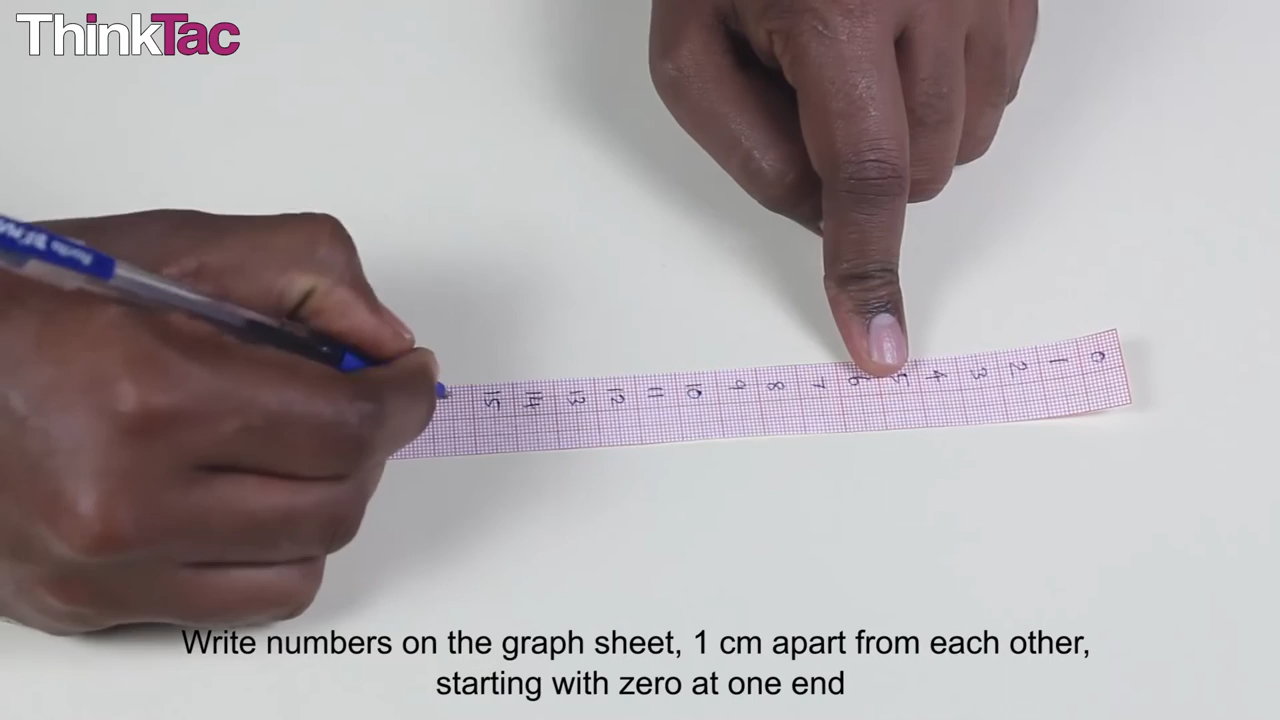 ThinkTac
15 14 13 12 11 10 9 8 7 6 5 4 3 2 1 0
Write numbers on the graph sheet, 1 cm apart from each other,
starting with zero at one end